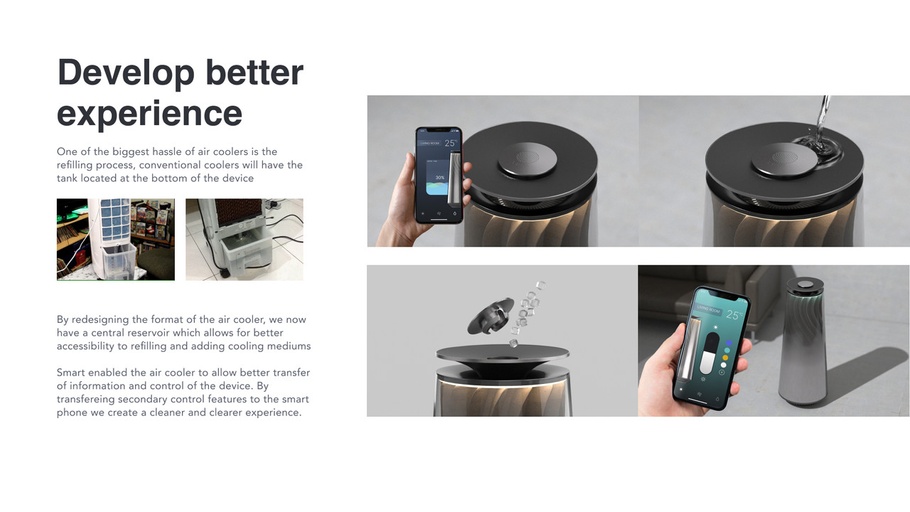 Develop better
experience
One of the biggest hassle of air coolers is the
refilling process, conventional coolers will have the
tank located at the bottom of the device
By redesigning the format of the air cooler, we now
have a central reservoir which allows for better
accessibility to refilling and adding cooling mediums
Smart enabled the air cooler to allow better transfer
of information and control of the device. By
transfereing secondary control features to the smart
phone we create a cleaner and clearer experience.
25°
30%
25°